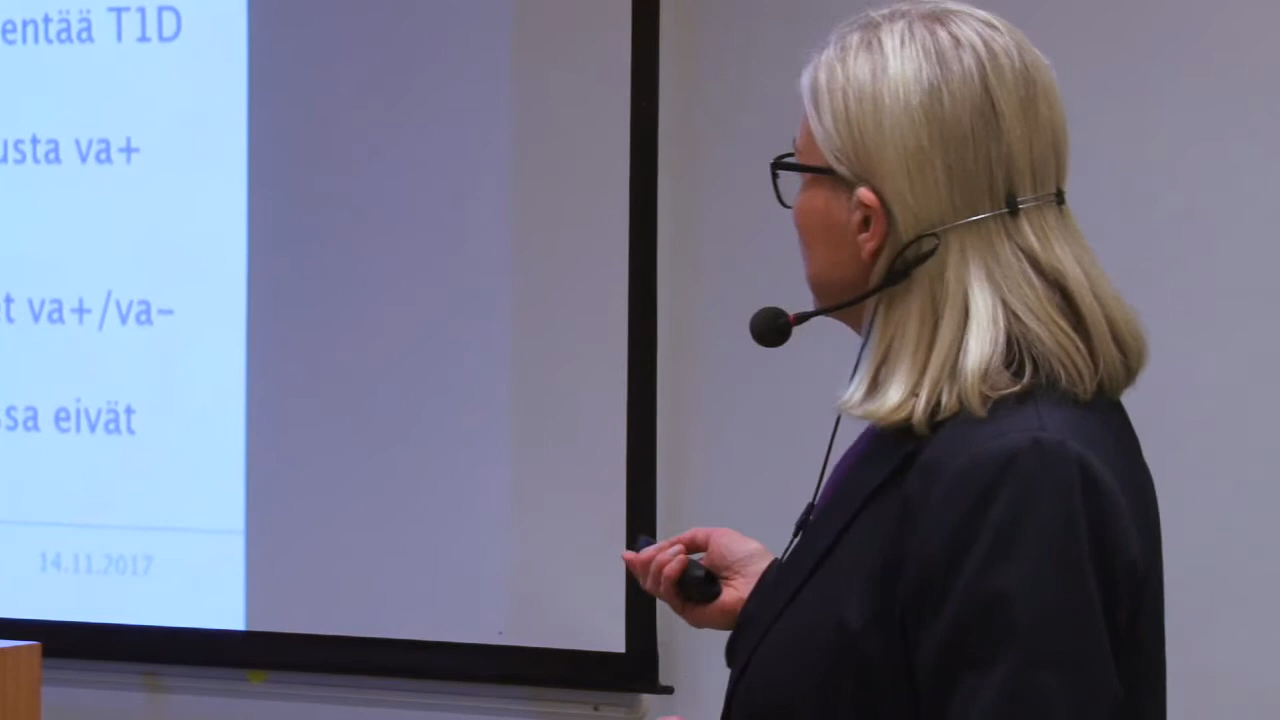 entää T1D
usta va+
t va+/va-
sa eivät
14.11.2017